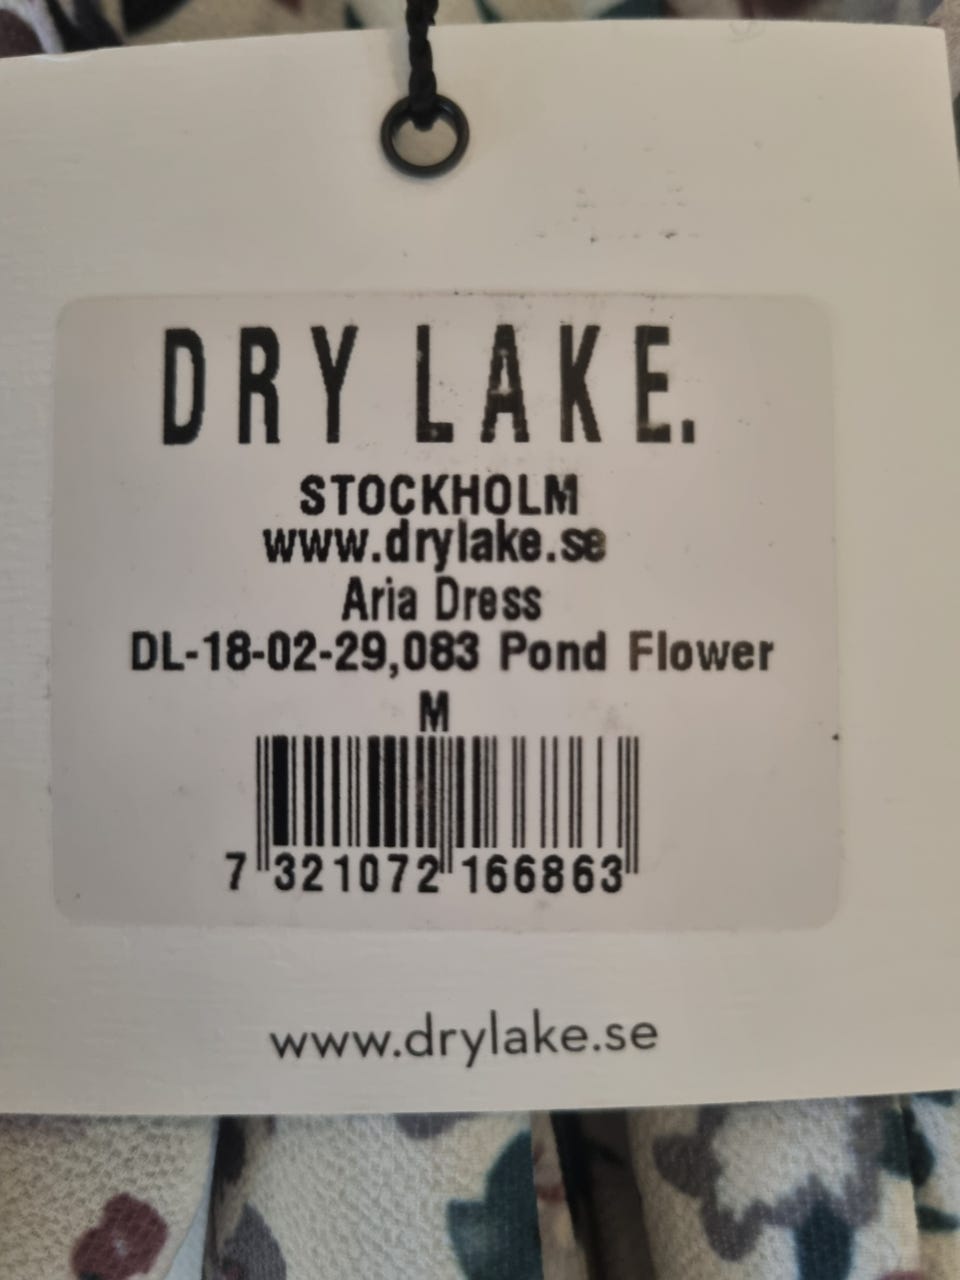 DRY LAKE.
STOCKHOLM
www.drylake.se
Aria Dress
DL-18-02-29,083 Pond Flower
M
7 321072 166863
www.drylake.se